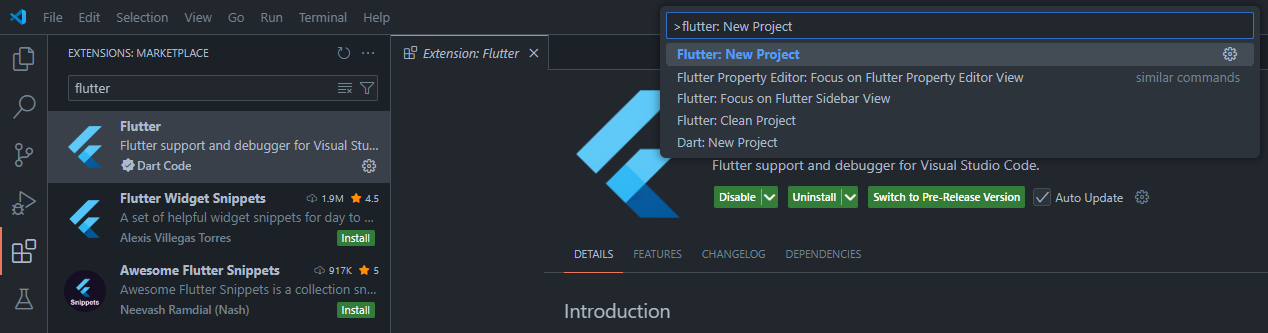 File Edit Selection View Go Run Terminal Help
>flutter: New Project
Flutter: New Project
Flutter Property Editor: Focus on Flutter Property Editor View similar commands
Flutter: Focus on Flutter Sidebar View
Flutter: Clean Project
Dart: New Project
EXTENSIONS: MARKETPLACE
flutter
Flutter
Flutter support and debugger for Visual Stu...
Dart Code
Flutter Widget Snippets 1.9M 4.5
A set of helpful widget snippets for day to ...
Alexis Villegas Torres Install
Awesome Flutter Snippets 917K 5
Awesome Flutter Snippets is a collection sn...
Neevash Ramdial (Nash) Install
Snippets
Extension: Flutter
Flutter support and debugger for Visual Studio Code.
Disable Uninstall Switch to Pre-Release Version Auto Update
DETAILS FEATURES CHANGELOG DEPENDENCIES
Introduction